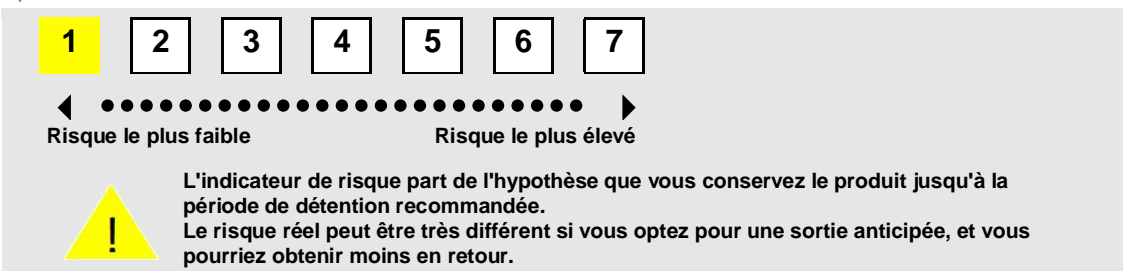 1 2 3 4 5 6 7
Risque le plus faible Risque le plus élevé
L'indicateur de risque part de l'hypothèse que vous conservez le produit jusqu'à la
période de détention recommandée.
Le risque réel peut être très différent si vous optez pour une sortie anticipée, et vous
pourriez obtenir moins en retour.
!